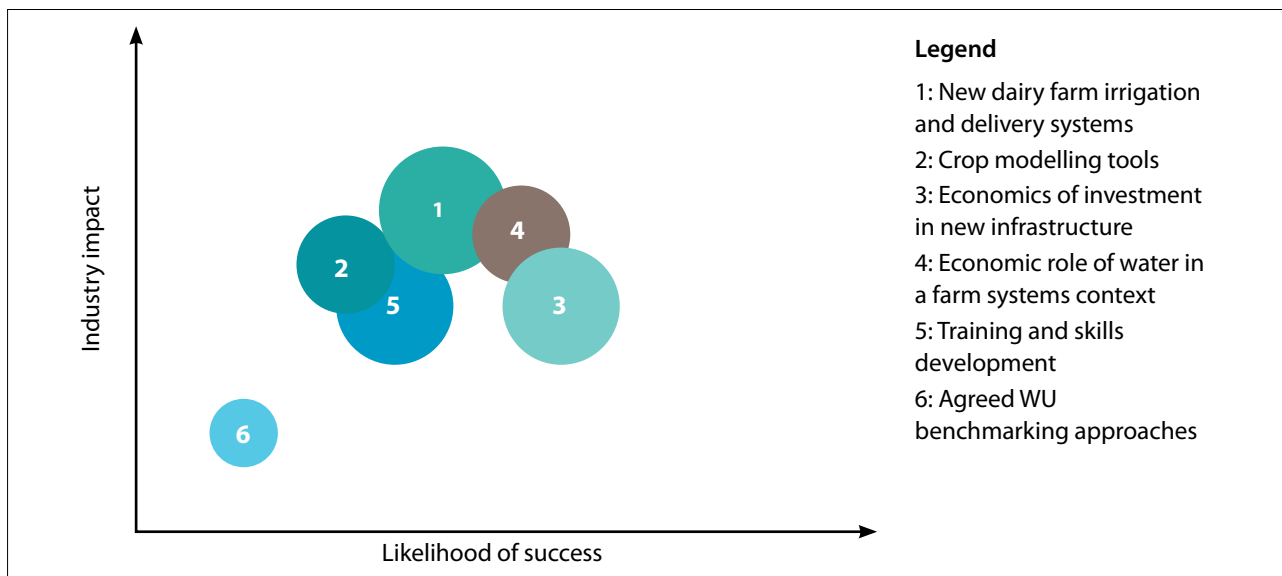 Industry impact
1
4
2
5
3
6
Likelihood of success
Legend
1: New dairy farm irrigation
and delivery systems
2: Crop modelling tools
3: Economics of investment
in new infrastructure
4: Economic role of water in
a farm systems context
5: Training and skills
development
6: Agreed WU
benchmarking approaches